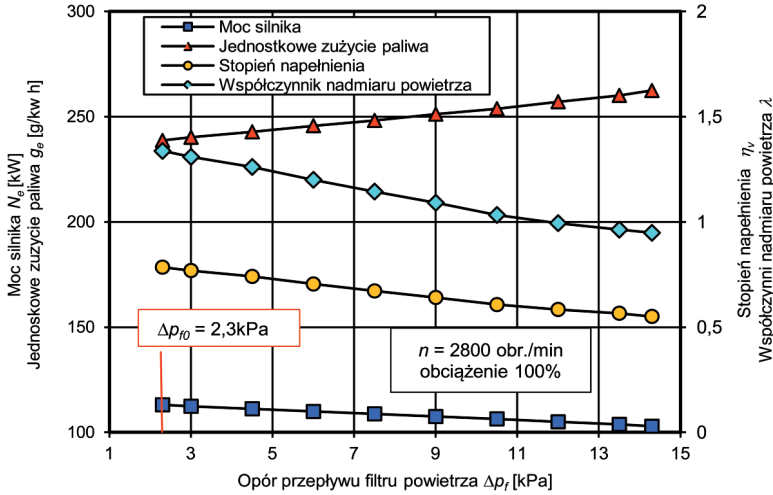 Moc silnika
Jednostkowe zużycie paliwa
Stopień napełnienia
Współczynnik nadmiaru powietrza
300
250
200
150
100
2
1.5
1
0.5
0
Moc silnika Ne [kW]
Jednoskowe zuzycie paliwa ge [g/kw h]
Stopień napełnienia ηv
Współczynni nadmiaru powietrza λ
Δpf0 = 2,3kPa
n = 2800 obr./min
obciążenie 100%
1 3 5 7 9 11 13 15
Opór przepływu filtru powietrza Δpf [kPa]